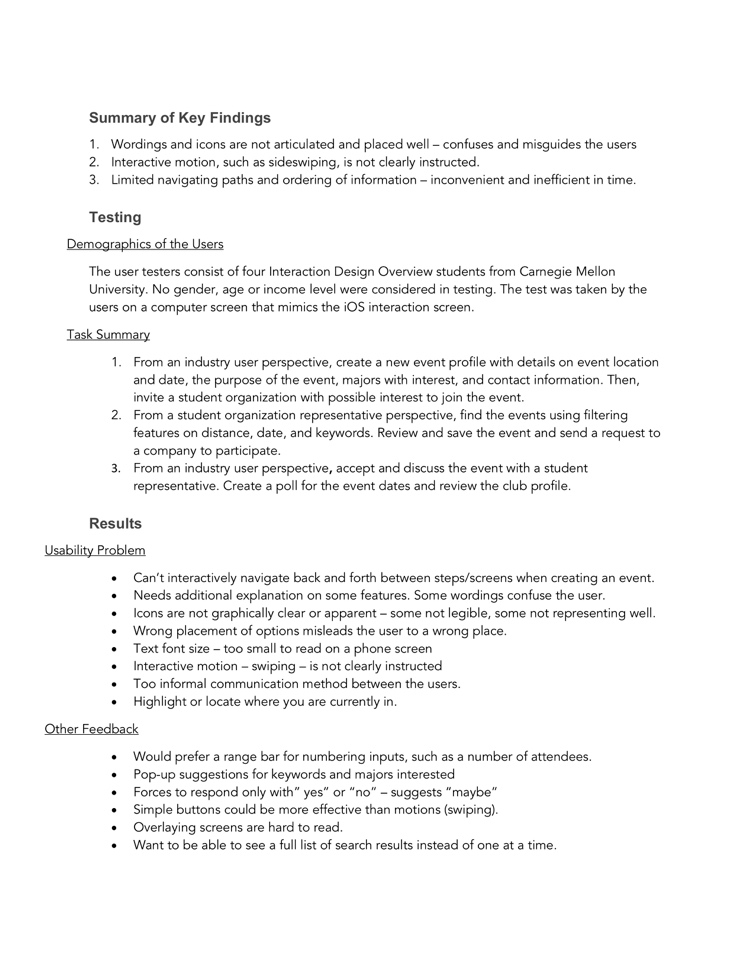 Summary of Key Findings
1. Wordings and icons are not articulated and placed well – confuses and misguides the users
2. Interactive motion, such as sideswiping, is not clearly instructed.
3. Limited navigating paths and ordering of information – inconvenient and inefficient in time.
Testing
Demographics of the Users
The user testers consist of four Interaction Design Overview students from Carnegie Mellon
University. No gender, age or income level were considered in testing. The test was taken by the
users on a computer screen that mimics the iOS interaction screen.
Task Summary
1. From an industry user perspective, create a new event profile with details on event location
and date, the purpose of the event, majors with interest, and contact information. Then,
invite a student organization with possible interest to join the event.
2. From a student organization representative perspective, find the events using filtering
features on distance, date, and keywords. Review and save the event and send a request to
a company to participate.
3. From an industry user perspective, accept and discuss the event with a student
representative. Create a poll for the event dates and review the club profile.
Results
Usability Problem
• Can't interactively navigate back and forth between steps/screens when creating an event.
• Needs additional explanation on some features. Some wordings confuse the user.
• Icons are not graphically clear or apparent – some not legible, some not representing well.
• Wrong placement of options misleads the user to a wrong place.
• Text font size – too small to read on a phone screen
• Interactive motion – swiping – is not clearly instructed
• Too informal communication method between the users.
• Highlight or locate where you are currently in.
Other Feedback
• Would prefer a range bar for numbering inputs, such as a number of attendees.
• Pop-up suggestions for keywords and majors interested
• Forces to respond only with" yes" or "no" – suggests "maybe"
• Simple buttons could be more effective than motions (swiping).
• Overlaying screens are hard to read.
• Want to be able to see a full list of search results instead of one at a time.